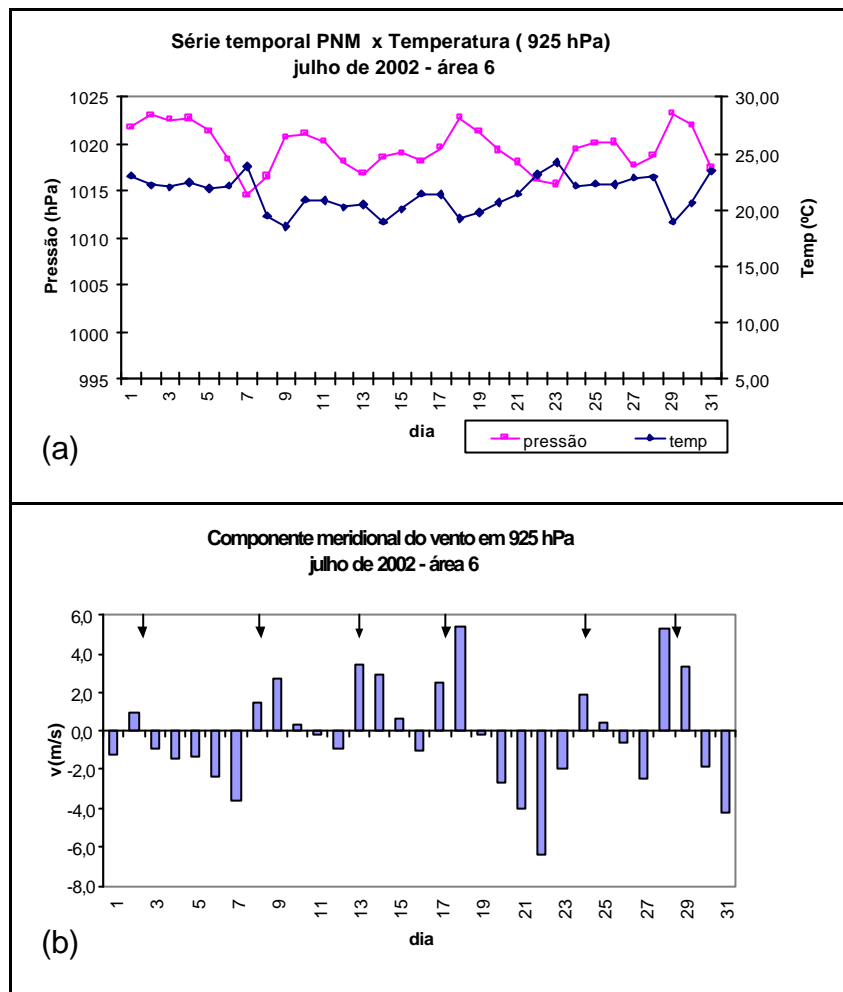 Série temporal PNM x Temperatura ( 925 hPa)
julho de 2002 - área 6
Pressão (hPa)
1025
1020
1015
1010
1005
1000
995
30,00
25,00
20,00
15,00
10,00
5,00
Temp (ºC)
1 3 5 7 9 11 13 15 17 19 21 23 25 27 29 31
dia
pressão temp
(a)
Componente meridional do vento em 925 hPa
julho de 2002 - área 6
v(m/s)
6,0
4,0
2,0
0,0
-2,0
-4,0
-6,0
-8,0
1 3 5 7 9 11 13 15 17 19 21 23 25 27 29 31
dia
(b)